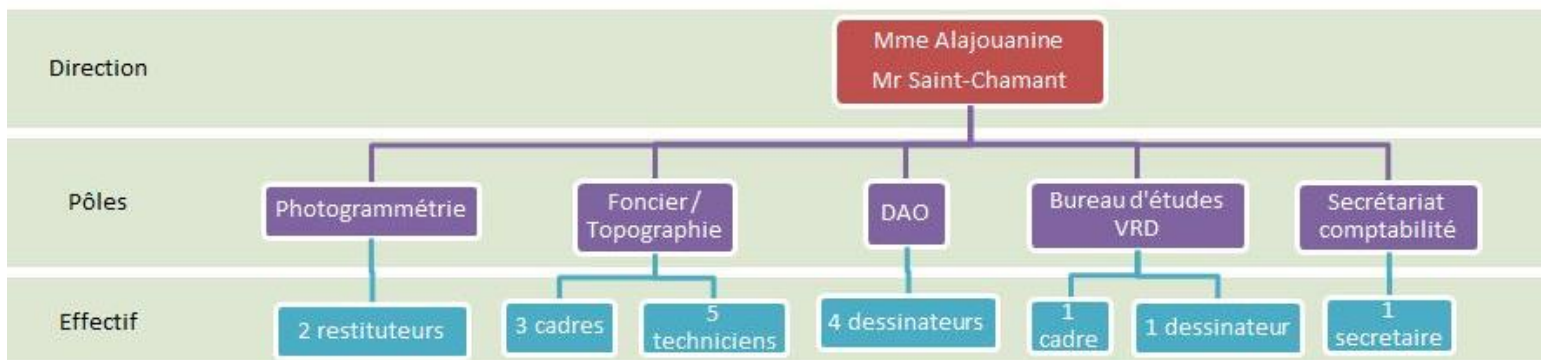 Direction
Mme Alajouanine
Mr Saint-Chamant
Pôles
Photogrammétrie
Foncier/
Topographie
DAO
Bureau d'études
VRD
Secrétariat
comptabilité
Effectif
2 restituteurs
3 cadres
5
techniciens
4 dessinateurs
1
cadre
1 dessinateur
1
secretaire